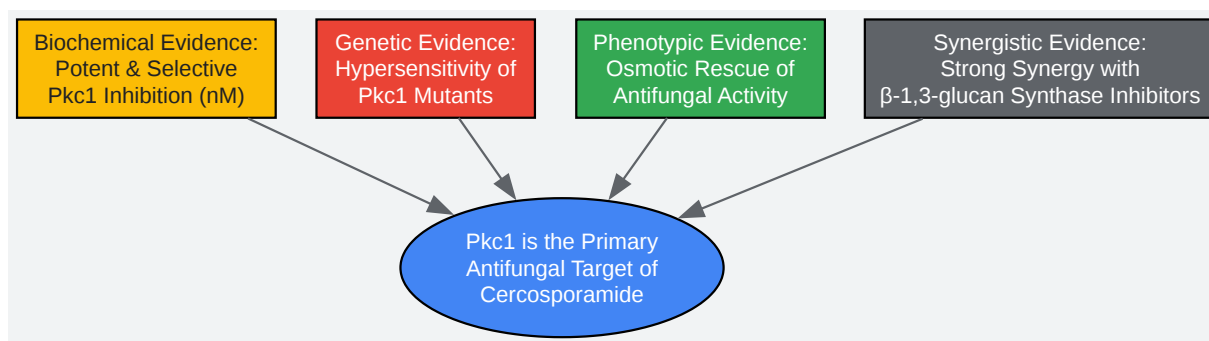 Biochemical Evidence:
Potent & Selective
Pkc1 Inhibition (nM)
Genetic Evidence:
Hypersensitivity of
Pkc1 Mutants
Phenotypic Evidence:
Osmotic Rescue of
Antifungal Activity
Synergistic Evidence:
Strong Synergy with
β-1,3-glucan Synthase Inhibitors
Pkc1 is the Primary
Antifungal Target of
Cercosporamide